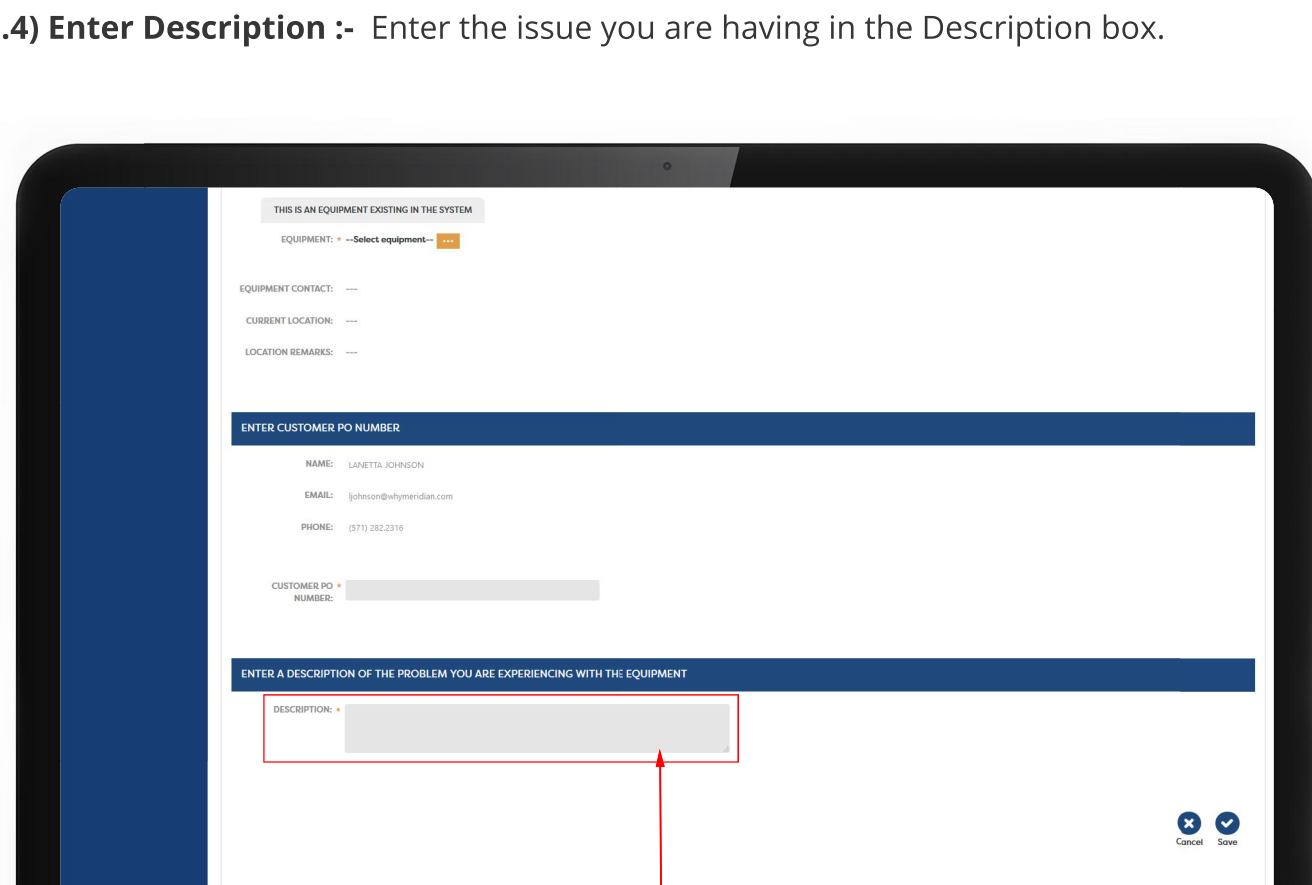 .4) Enter Description :- Enter the issue you are having in the Description box.
THIS IS AN EQUIPMENT EXISTING IN THE SYSTEM
EQUIPMENT: * --Select equipment-- ...
EQUIPMENT CONTACT: ---
CURRENT LOCATION: ---
LOCATION REMARKS: ---
ENTER CUSTOMER PO NUMBER
NAME: LANETTA JOHNSON
EMAIL: ljohnson@whymeridian.com
PHONE: (571) 282.2316
CUSTOMER PO *
NUMBER:
ENTER A DESCRIPTION OF THE PROBLEM YOU ARE EXPERIENCING WITH THE EQUIPMENT
DESCRIPTION: *
Cancel Save